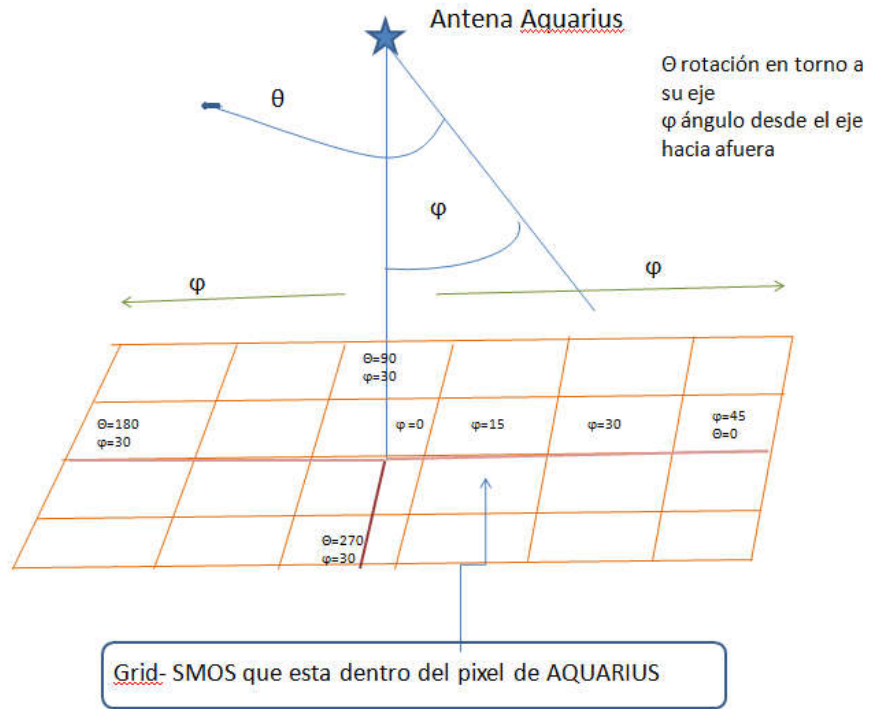 Antena Aquarius
Θ rotación en torno a
su eje
φ ángulo desde el eje
hacia afuera
θ
φ
φ
φ
Θ=90
φ=30
Θ=180
φ=30
φ =0
φ=15
φ=30
φ=45
Θ=0
Θ=270
φ=30
Grid- SMOS que esta dentro del pixel de AQUARIUS